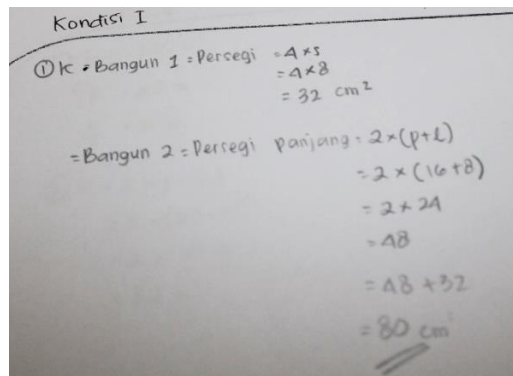 Kondisi I
① K = Bangun 1 = Persegi = 4 × s
= 4 × 8
= 32 cm²
= Bangun 2 = Persegi panjang = 2 × (p + l)
= 2 × (16 + 8)
= 2 × 24
= 48
= 48 + 32
= 80 cm